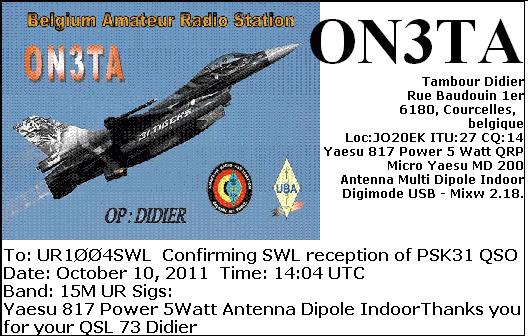 Belgium Amateur Radio Station
ON3TA
31 TIGERS
UBA
OP: DIDIER
ON3TA
Tambour Didier
Rue Baudouin 1er
6180, Courcelles,
belgique
Loc:JO20EK ITU:27 CQ:14
Yaesu 817 Power 5 Watt QRP
Micro Yaesu MD 200
Antenna Multi Dipole Indoor
Digimode USB - Mixw 2.18.
To: UR1ØØ4SWL  Confirming SWL reception of PSK31 QSO
Date: October 10, 2011  Time: 14:04 UTC
Band: 15M UR Sigs:
Yaesu 817 Power 5Watt Antenna Dipole IndoorThanks you
for your QSL 73 Didier